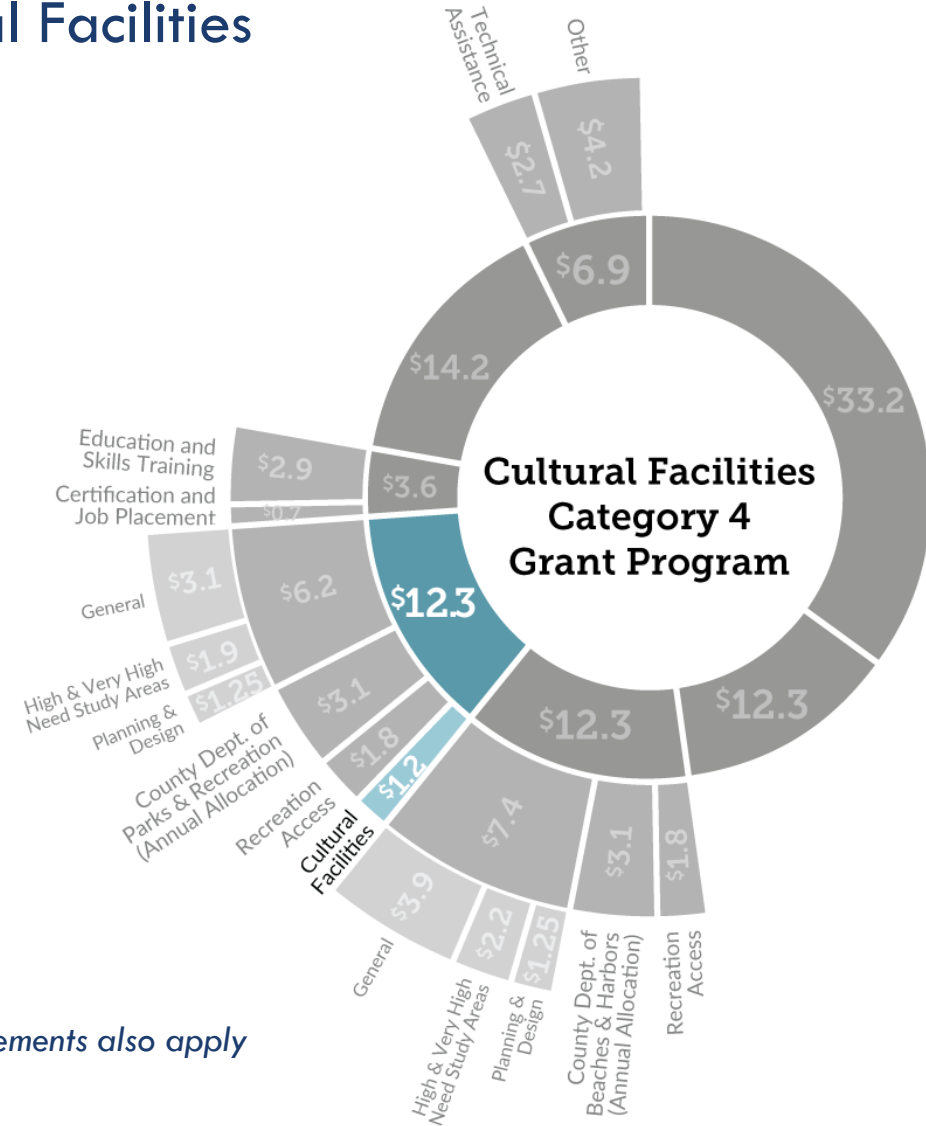 l Facilities
Technical
Assistance
Other
$2.7
$4.2
$6.9
$14.2
$33.2
Education and
Skills Training
$2.9
$3.6
Certification and
Job Placement
$0.7
Cultural Facilities
Category 4
Grant Program
$3.1
$6.2
$12.3
General
$1.9
High & Very High
Need Study Areas
$1.25
Planning &
Design
$3.1
County Dept. of
Parks & Recreation
(Annual Allocation)
$1.8
Recreation
Access
$1.2
Cultural
Facilities
$12.3
$12.3
$7.4
$3.1
$1.8
$3.9
$2.2
$1.25
General
High & Very High
Need Study Areas
Planning &
Design
County Dept. of
Beaches & Harbors
(Annual Allocation)
Recreation
Access
ements also apply